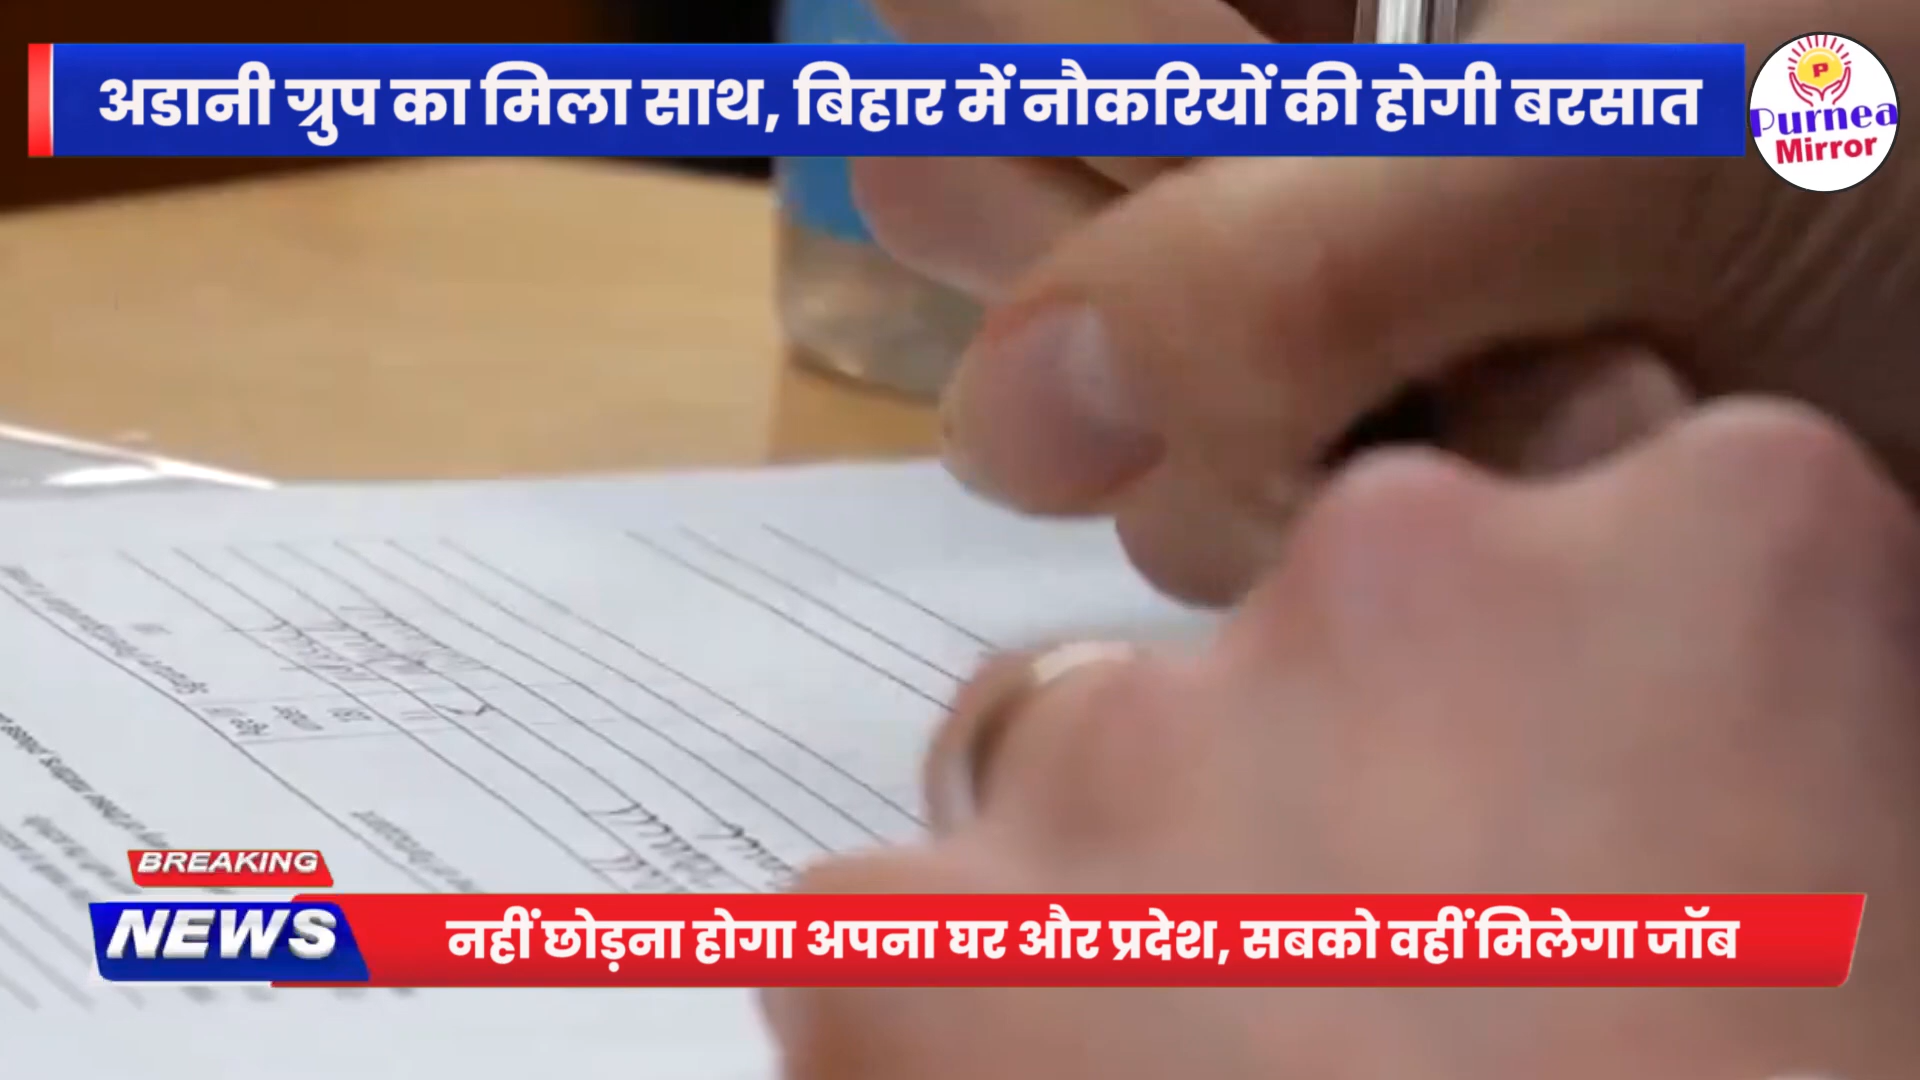 अडानी ग्रुप का मिला साथ, बिहार में नौकरियों की होगी बरसात
P
Purnea
Mirror
BREAKING
NEWS
नहीं छोड़ना होगा अपना घर और प्रदेश, सबको वहीं मिलेगा जॉब